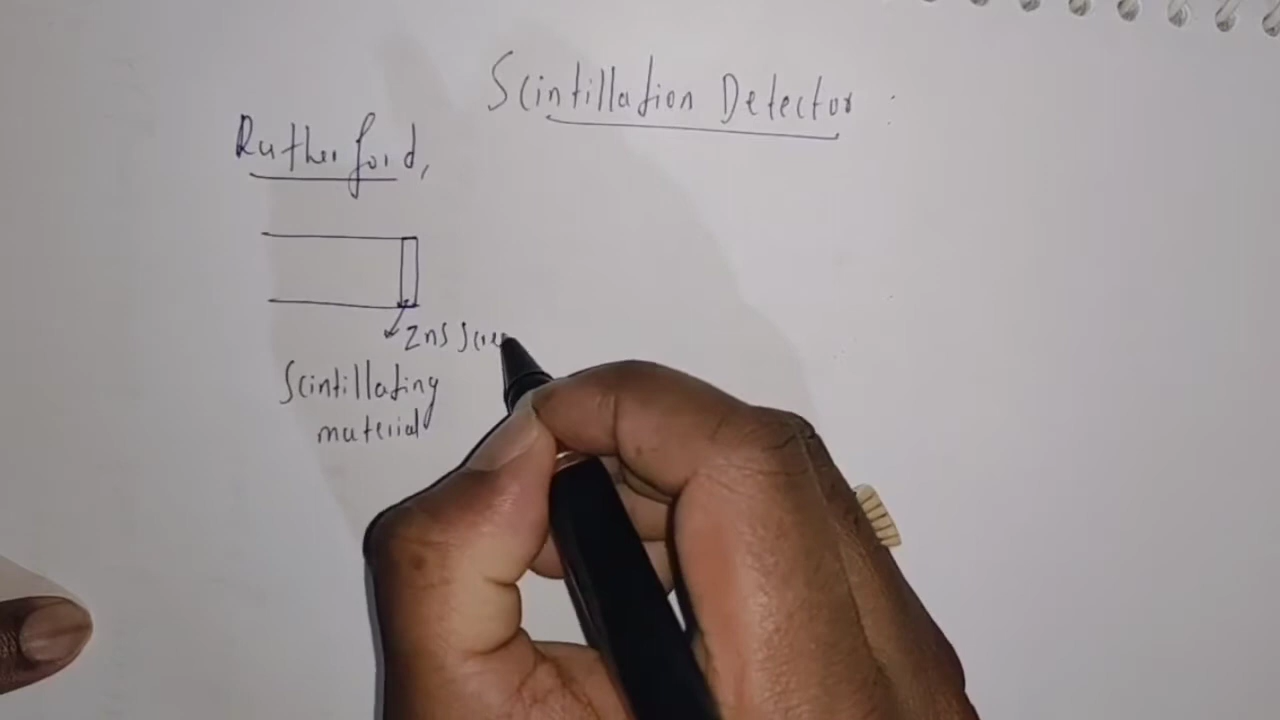 Scintillation Detector :
Rutherford,
ZnS
Scintillating
material